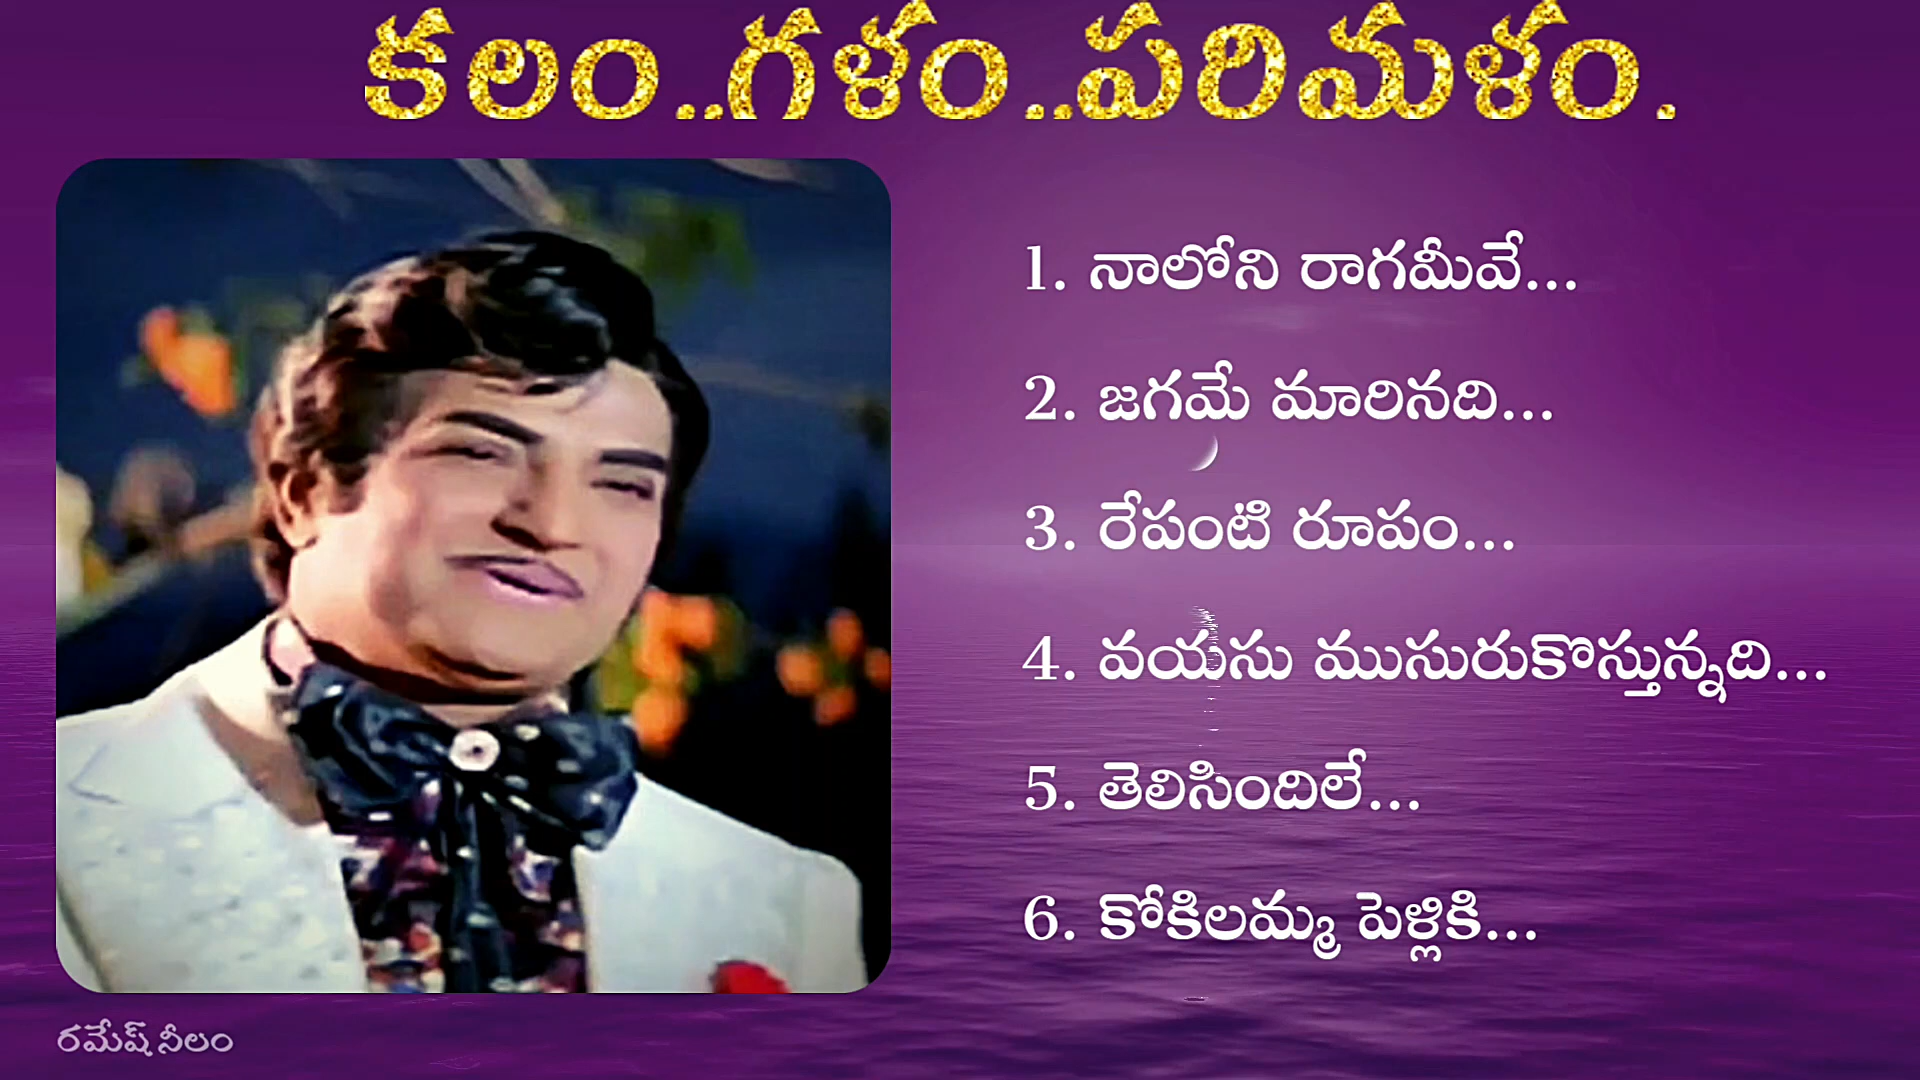 కలం..గళం..పరిమళం.
1. నాలోని రాగమీవే...
2. జగమే మారినది...
3. రేపంటి రూపం...
4. వయసు ముసురుకొస్తున్నది...
5. తెలిసిందిలే...
6. కోకిలమ్మ పెళ్లికి...
రమేష్ నీలం